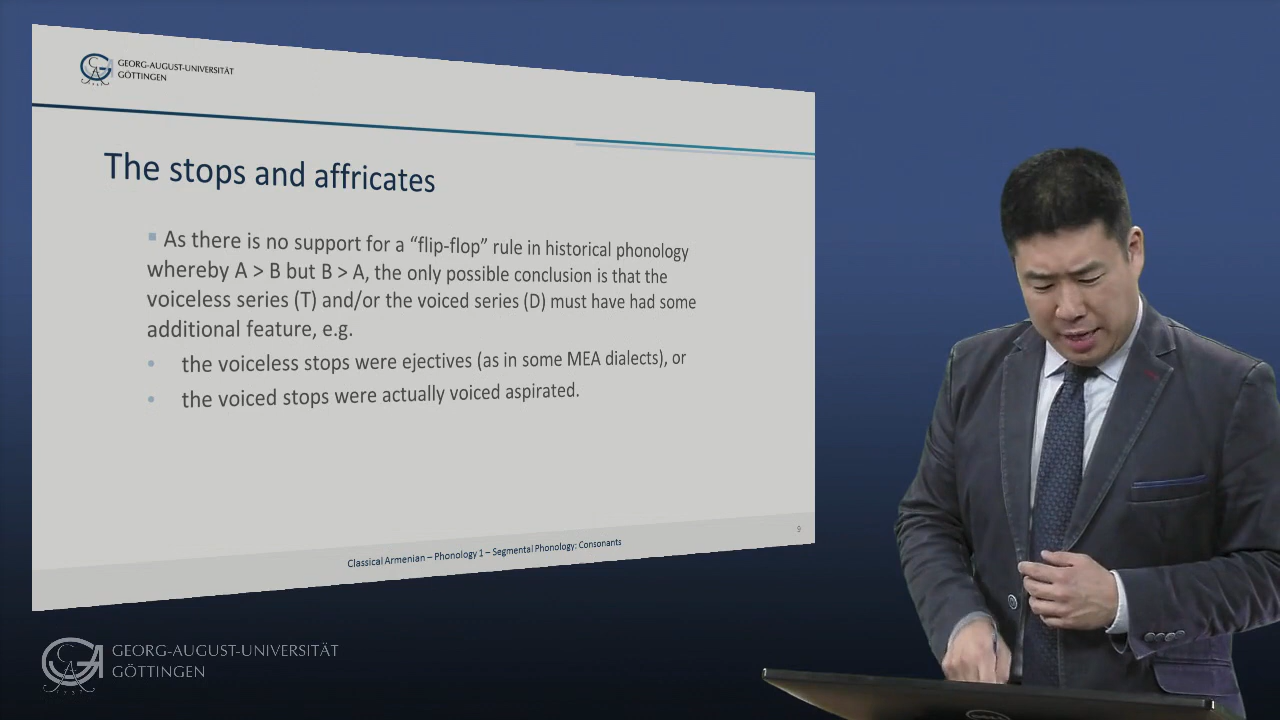 GEORG-AUGUST-UNIVERSITÄT
GÖTTINGEN
The stops and affricates
As there is no support for a “flip-flop” rule in historical phonology
whereby A > B but B > A, the only possible conclusion is that the
voiceless series (T) and/or the voiced series (D) must have had some
additional feature, e.g.
the voiceless stops were ejectives (as in some MEA dialects), or
the voiced stops were actually voiced aspirated.
9
Classical Armenian – Phonology 1 – Segmental Phonology: Consonants
GEORG-AUGUST-UNIVERSITÄT
GÖTTINGEN